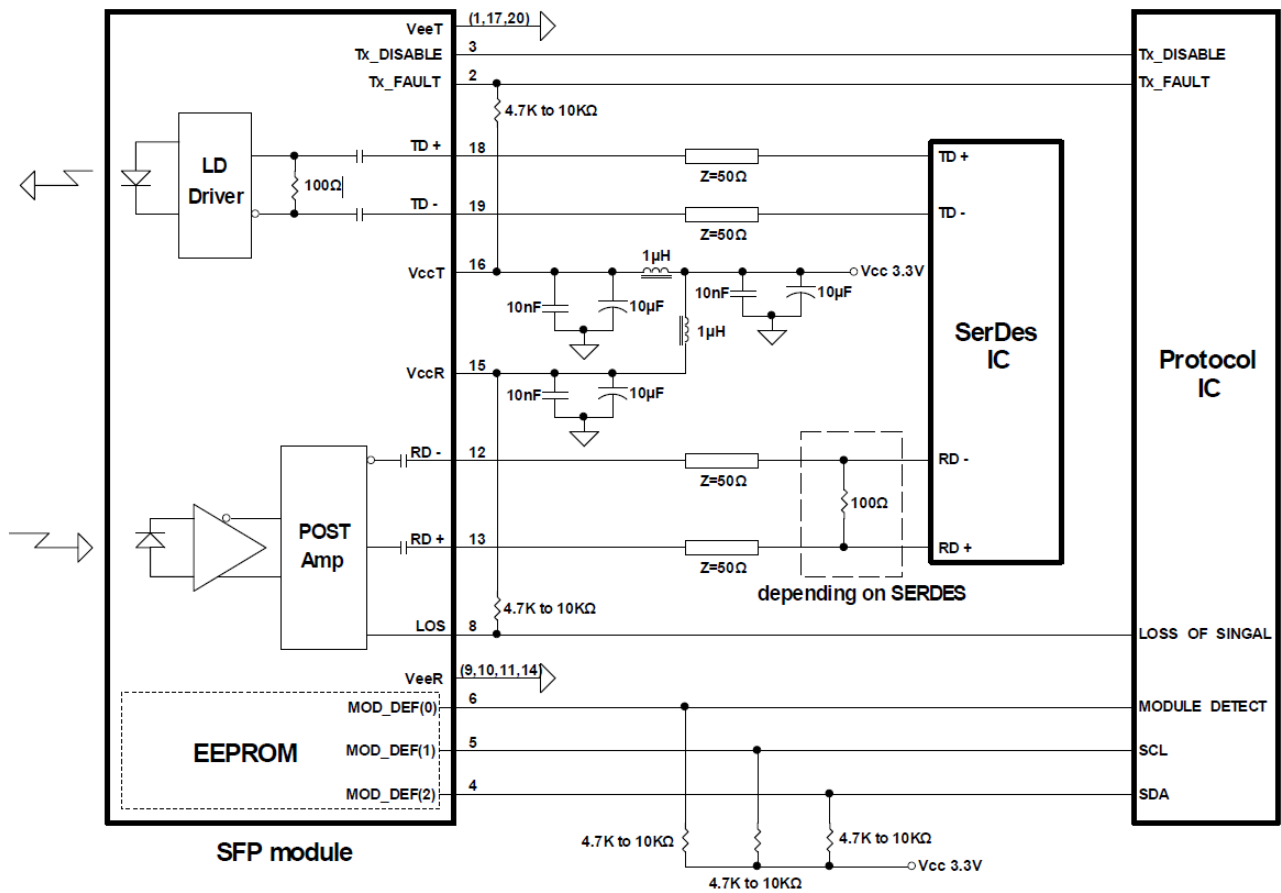 VeeT (1,17,20)
Tx_DISABLE 3 Tx_DISABLE
Tx_FAULT 2 Tx_FAULT
4.7K to 10KΩ
LD
Driver
100Ω
TD + 18 TD +
Z=50Ω
TD - 19 TD -
Z=50Ω
1µH
VccT 16 Vcc 3.3V
10nF 10µF 10nF 10µF
1µH
VccR 15
10nF 10µF
SerDes
IC
Protocol
IC
RD - 12 RD -
Z=50Ω
100Ω
POST
Amp
RD + 13 RD +
Z=50Ω
depending on SERDES
4.7K to 10KΩ
LOS 8 LOSS OF SINGAL
VeeR (9,10,11,14)
MOD_DEF(0) 6 MODULE DETECT
EEPROM
MOD_DEF(1) 5 SCL
MOD_DEF(2) 4 SDA
4.7K to 10KΩ 4.7K to 10KΩ
SFP module
Vcc 3.3V
4.7K to 10KΩ